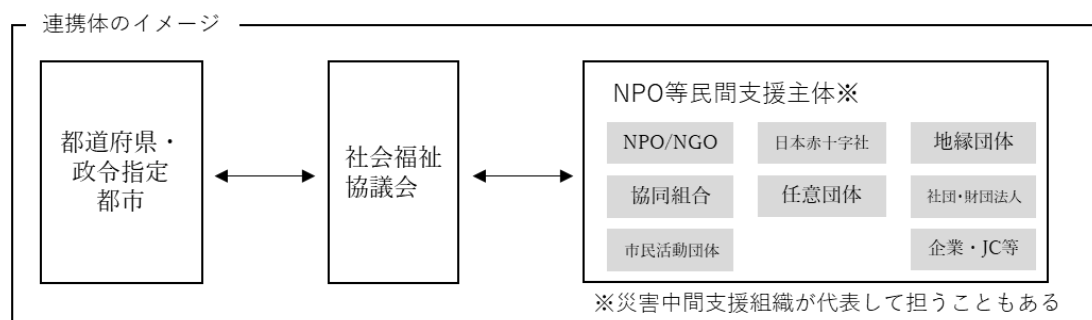 連携体のイメージ
都道府県・
政令指定
都市
社会福祉
協議会
NPO等民間支援主体※
NPO/NGO
日本赤十字社
地縁団体
協同組合
任意団体
社団・財団法人
市民活動団体
企業・JC等
※災害中間支援組織が代表して担うこともある